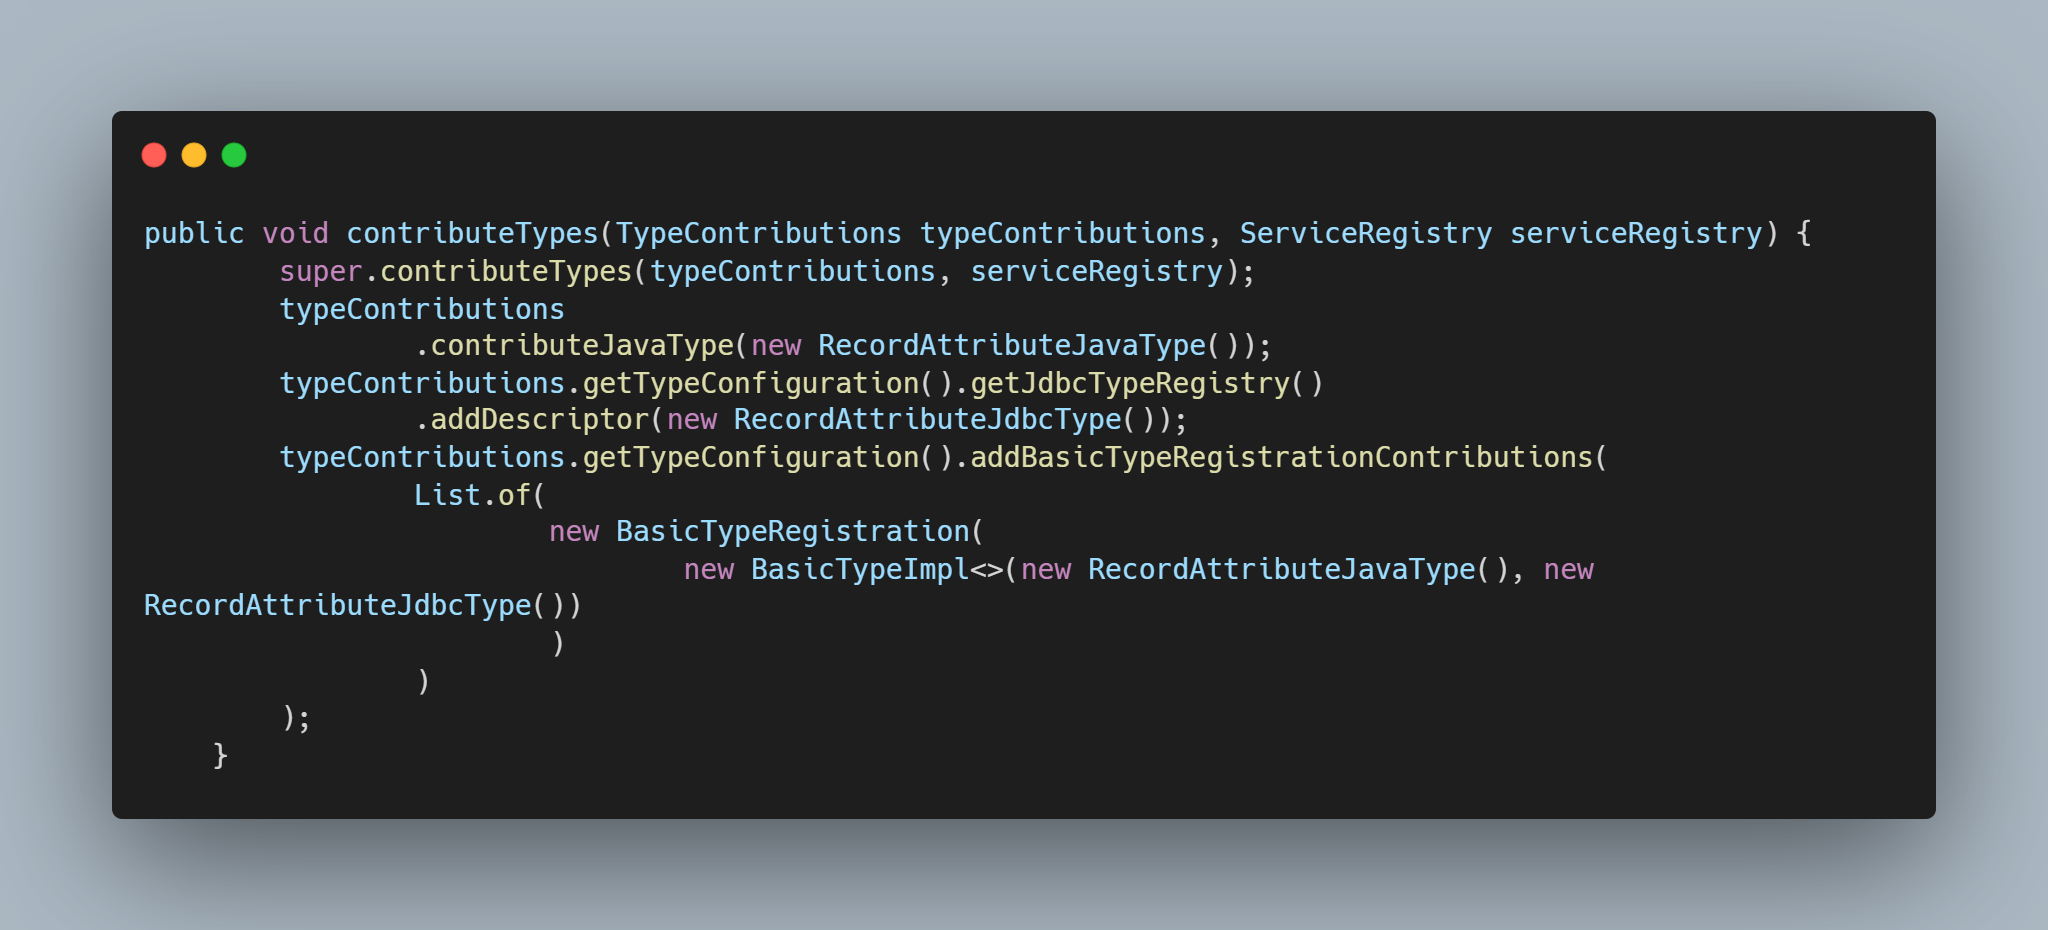 public void contributeTypes(TypeContributions typeContributions, ServiceRegistry serviceRegistry) {
        super.contributeTypes(typeContributions, serviceRegistry);
        typeContributions
                .contributeJavaType(new RecordAttributeJavaType());
        typeContributions.getTypeConfiguration().getJdbcTypeRegistry()
                .addDescriptor(new RecordAttributeJdbcType());
        typeContributions.getTypeConfiguration().addBasicTypeRegistrationContributions(
                List.of(
                        new BasicTypeRegistration(
                                new BasicTypeImpl<>(new RecordAttributeJavaType(), new
RecordAttributeJdbcType())
                        )
                )
        );
    }